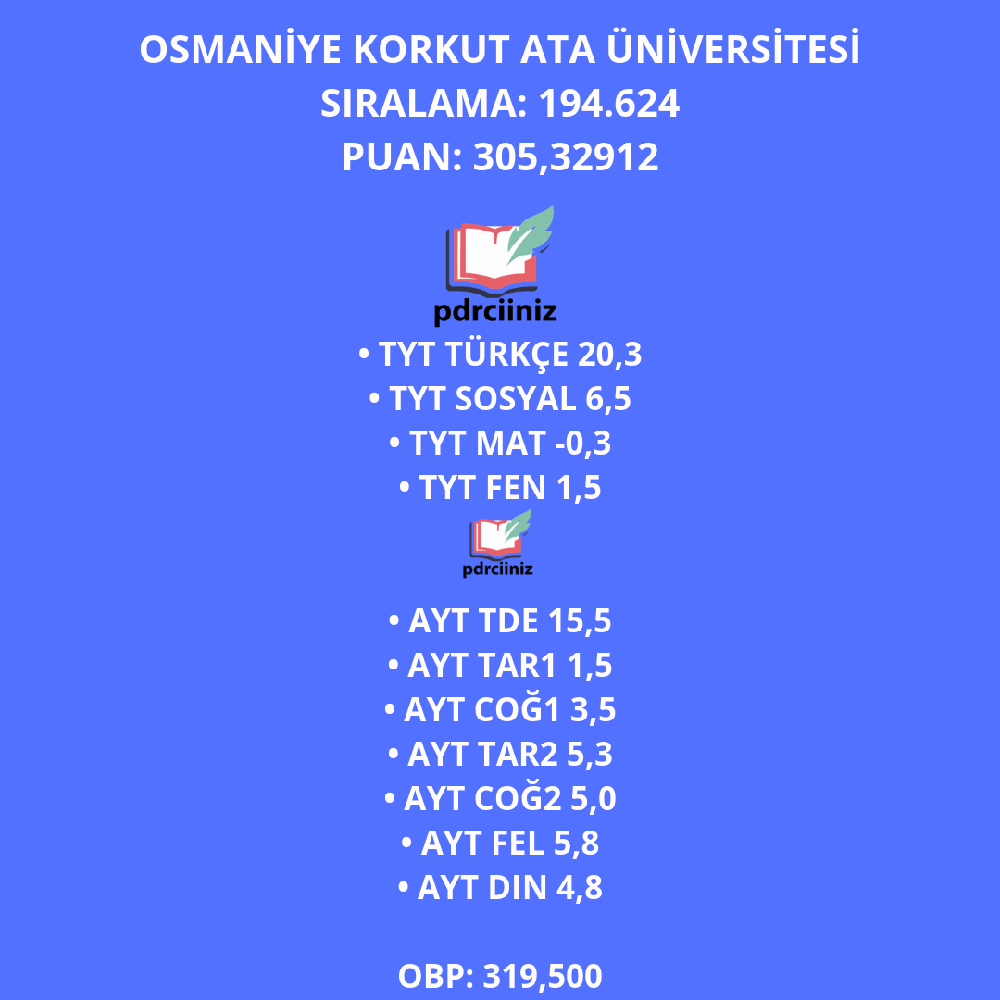 OSMANİYE KORKUT ATA ÜNİVERSİTESİ
SIRALAMA: 194.624
PUAN: 305,32912
pdrciiniz
• TYT TÜRKÇE 20,3
• TYT SOSYAL 6,5
• TYT MAT -0,3
• TYT FEN 1,5
pdrciiniz
• AYT TDE 15,5
• AYT TAR1 1,5
• AYT COĞ1 3,5
• AYT TAR2 5,3
• AYT COĞ2 5,0
• AYT FEL 5,8
• AYT DIN 4,8
OBP: 319,500